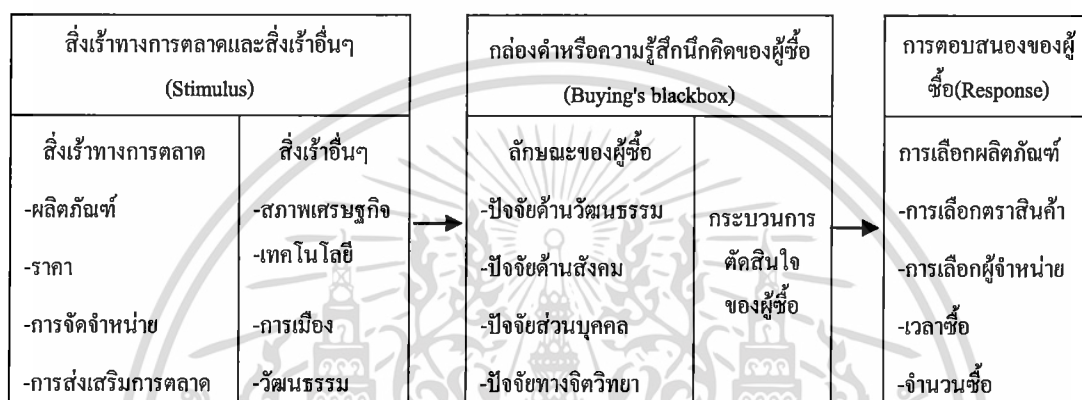 สิ่งเร้าทางการตลาดและสิ่งเร้าอื่นๆ
(Stimulus)
สิ่งเร้าทางการตลาด
-ผลิตภัณฑ์
-ราคา
-การจัดจำหน่าย
-การส่งเสริมการตลาด
สิ่งเร้าอื่นๆ
-สภาพเศรษฐกิจ
-เทคโนโลยี
-การเมือง
-วัฒนธรรม
กล่องดำหรือความรู้สึกนึกคิดของผู้ซื้อ
(Buying's blackbox)
ลักษณะของผู้ซื้อ
-ปัจจัยด้านวัฒนธรรม
-ปัจจัยด้านสังคม
-ปัจจัยส่วนบุคคล
-ปัจจัยทางจิตวิทยา
กระบวนการ
ตัดสินใจ
ของผู้ซื้อ
การตอบสนองของผู้
ซื้อ(Response)
การเลือกผลิตภัณฑ์
-การเลือกตราสินค้า
-การเลือกผู้จำหน่าย
-เวลาซื้อ
-จำนวนซื้อ